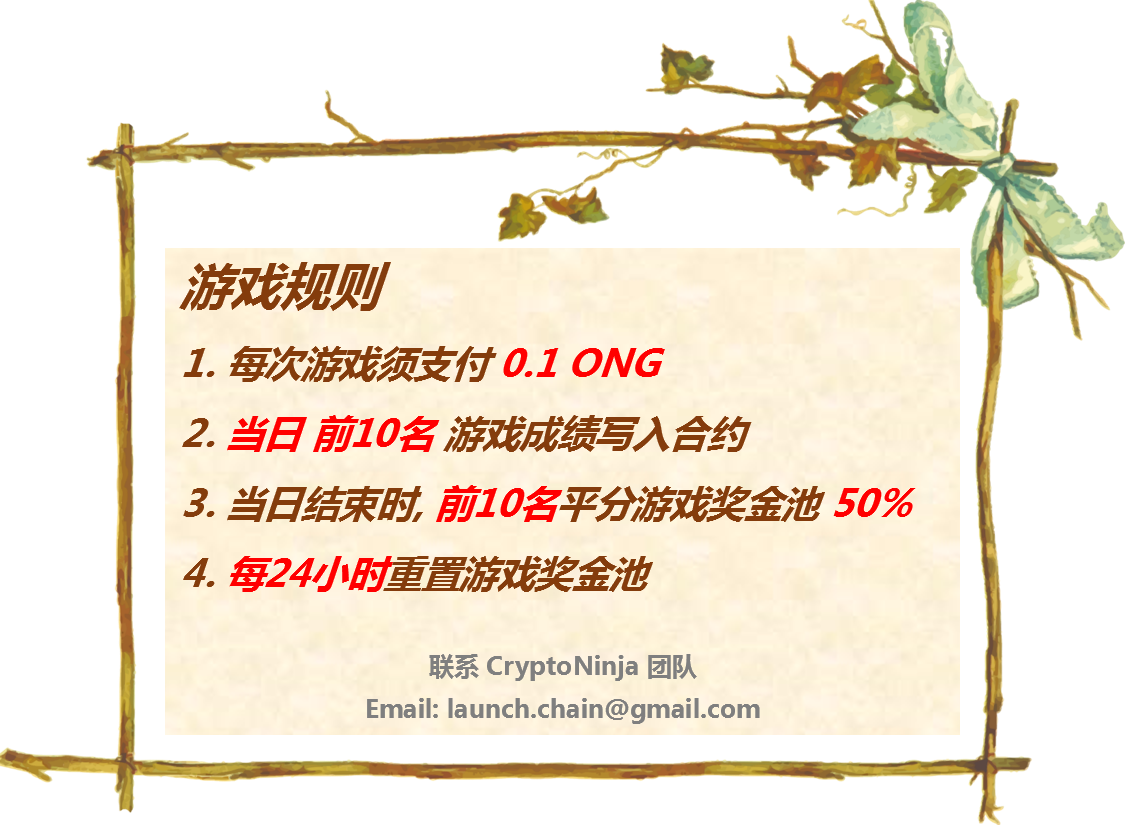 游戏规则
1. 每次游戏须支付 0.1 ONG
2. 当日 前10名 游戏成绩写入合约
3. 当日结束时, 前10名平分游戏奖金池 50%
4. 每24小时重置游戏奖金池
联系 CryptoNinja 团队
Email: launch.chain@gmail.com